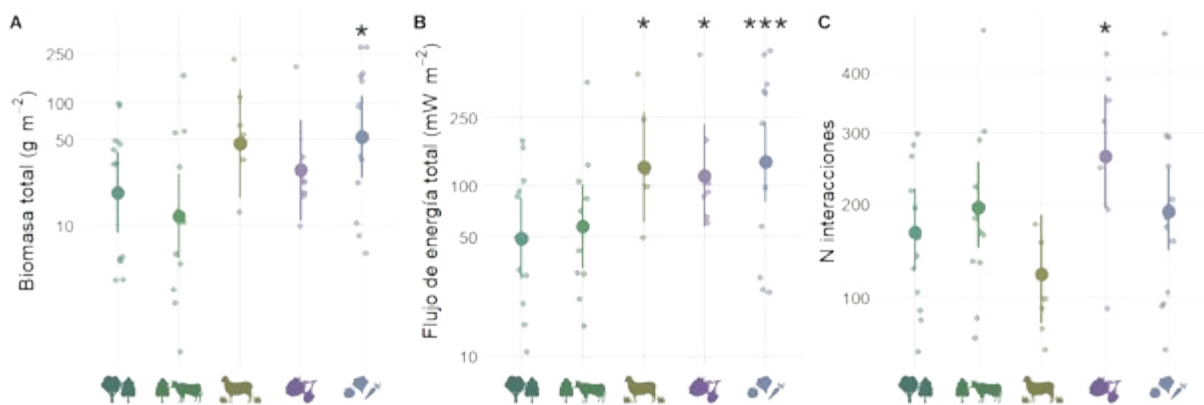 A
Biomasa total (g m⁻²)
250
100
50
10
*
B
Flujo de energía total (mW m⁻²)
250
100
50
10
*
*
***
C
N interacciones
400
300
200
100
*